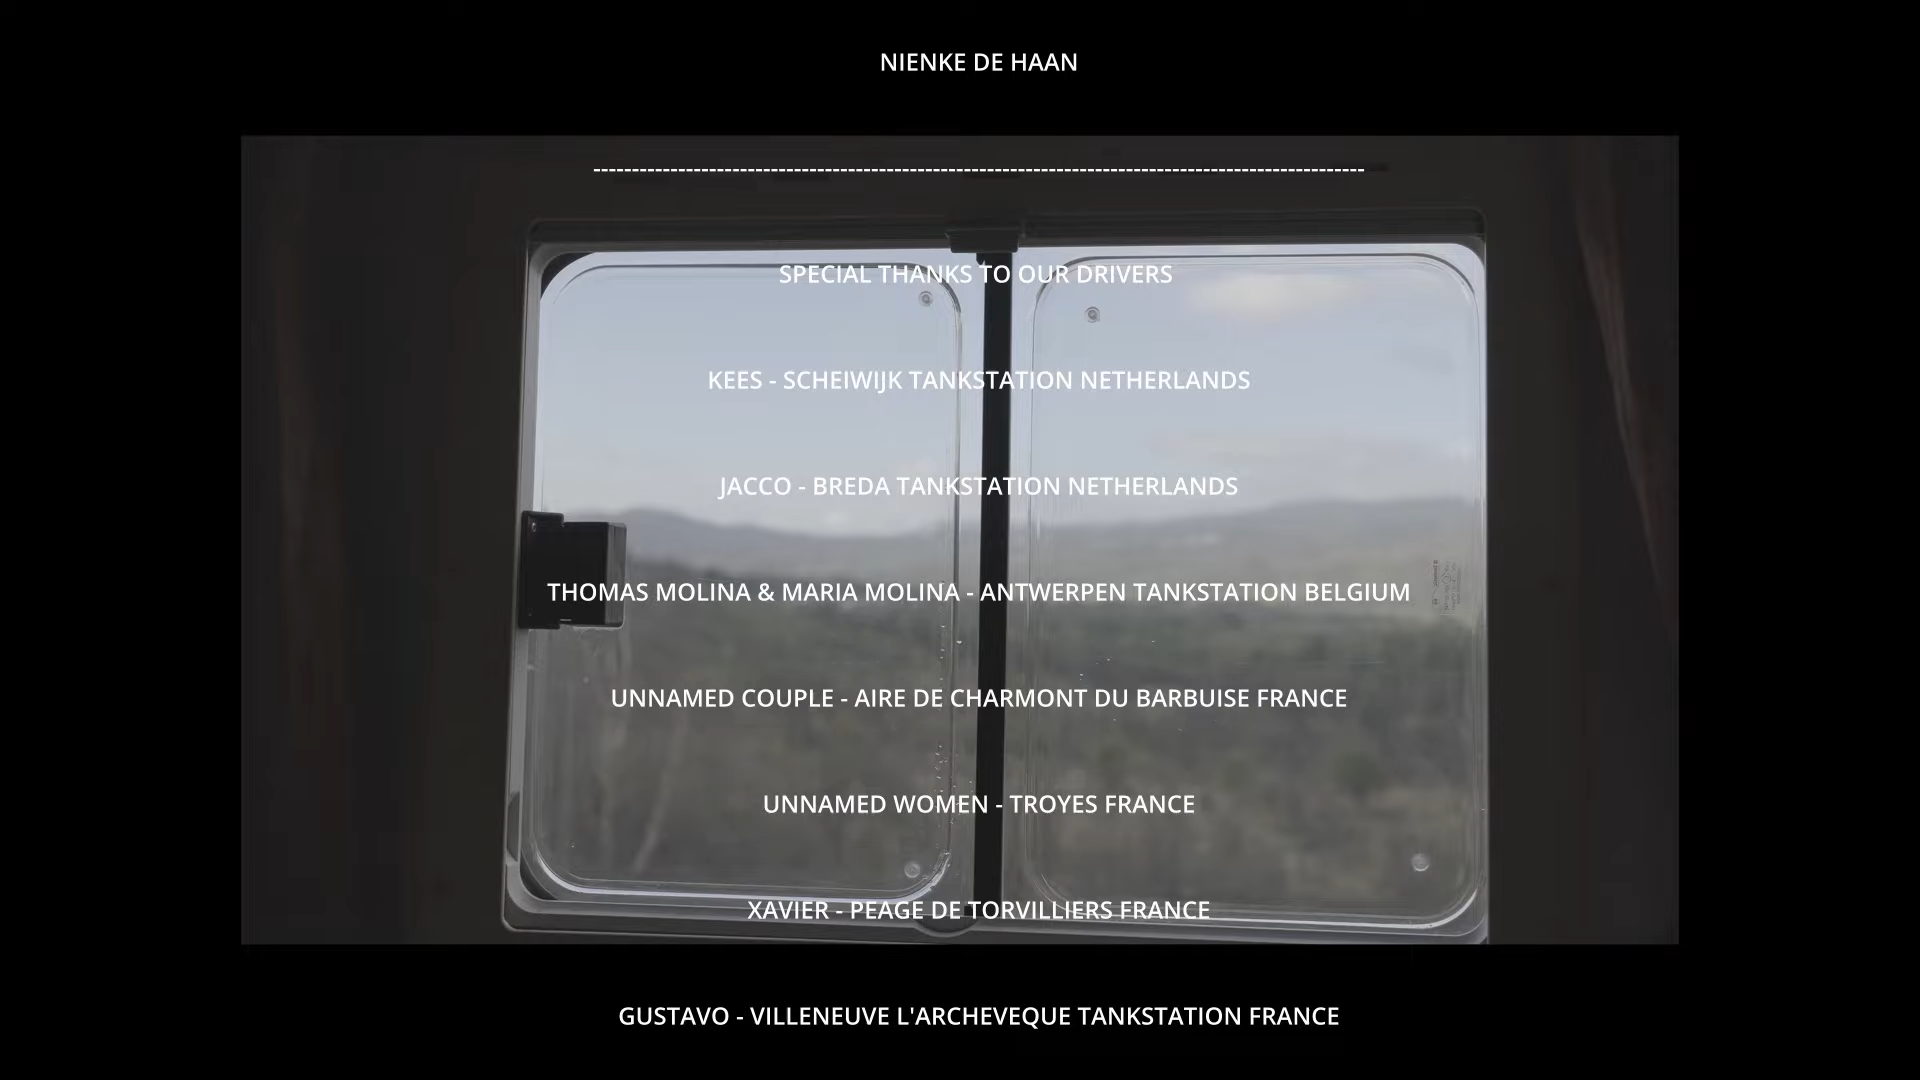 NIENKE DE HAAN
----------------------------------------------------------------------------------------------------
SPECIAL THANKS TO OUR DRIVERS
KEES - SCHEIWIJK TANKSTATION NETHERLANDS
JACCO - BREDA TANKSTATION NETHERLANDS
THOMAS MOLINA & MARIA MOLINA - ANTWERPEN TANKSTATION BELGIUM
UNNAMED COUPLE - AIRE DE CHARMONT DU BARBUISE FRANCE
UNNAMED WOMEN - TROYES FRANCE
XAVIER - PEAGE DE TORVILLIERS FRANCE
GUSTAVO - VILLENEUVE L'ARCHEVEQUE TANKSTATION FRANCE